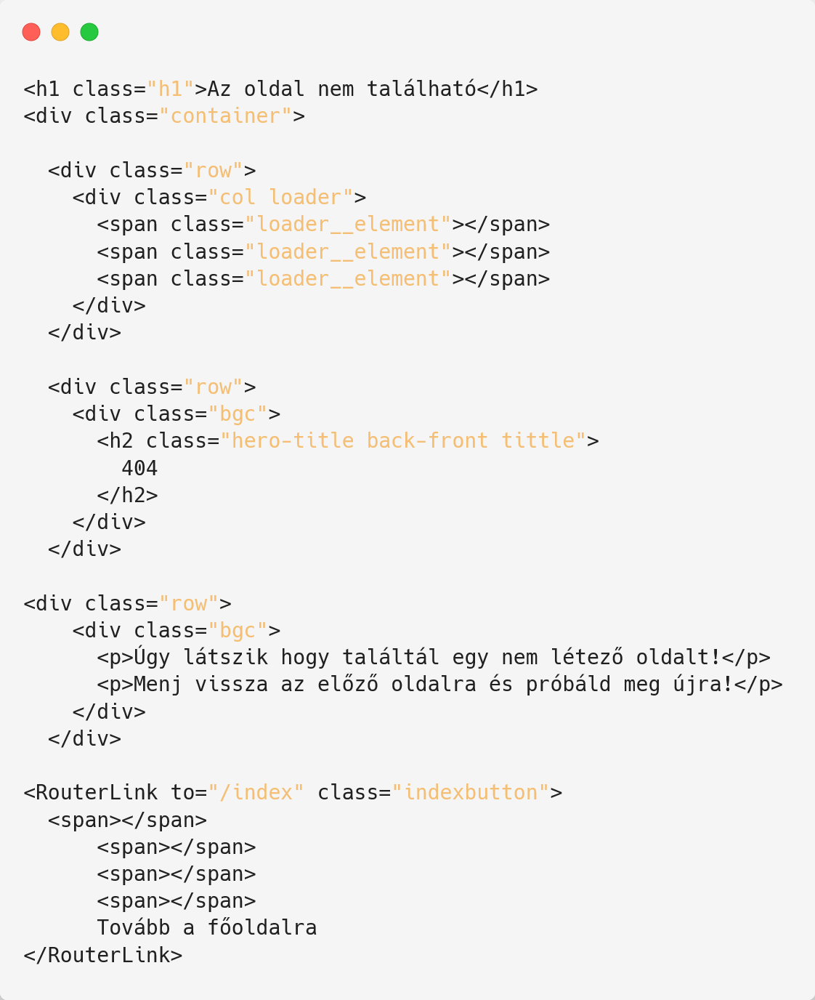 <h1 class="h1">Az oldal nem található</h1>
<div class="container">

  <div class="row">
    <div class="col loader">
      <span class="loader__element"></span>
      <span class="loader__element"></span>
      <span class="loader__element"></span>
    </div>
  </div>

  <div class="row">
    <div class="bgc">
      <h2 class="hero-title back-front tittle">
        404
      </h2>
    </div>
  </div>

<div class="row">
    <div class="bgc">
      <p>Úgy látszik hogy találtál egy nem létező oldalt!</p>
      <p>Menj vissza az előző oldalra és próbáld meg újra!</p>
    </div>
  </div>

<RouterLink to="/index" class="indexbutton">
  <span></span>
      <span></span>
      <span></span>
      <span></span>
      Tovább a főoldalra
</RouterLink>